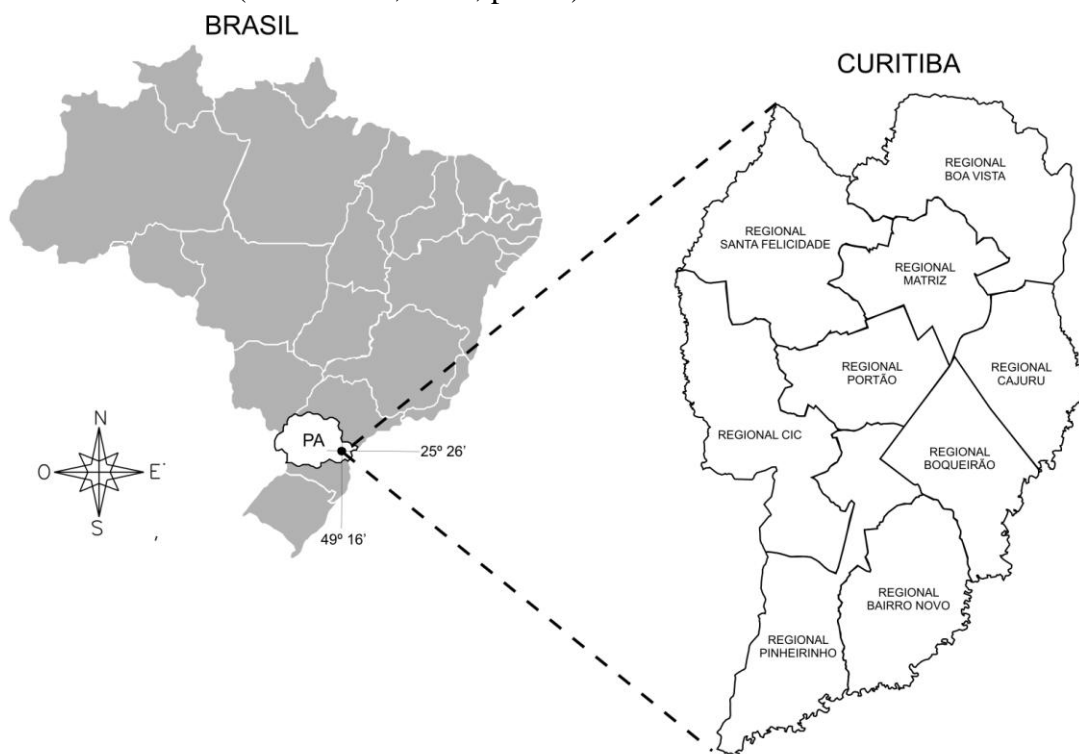 BRASIL
CURITIBA
REGIONAL
BOA VISTA
REGIONAL
SANTA FELICIDADE
REGIONAL
MATRIZ
REGIONAL
PORTÃO
REGIONAL
CAJURU
PA
25º 26'
REGIONAL CIC
REGIONAL
BOQUEIRÃO
N
O
E
S
49º 16'
REGIONAL
BAIRRO NOVO
REGIONAL
PINHEIRINHO